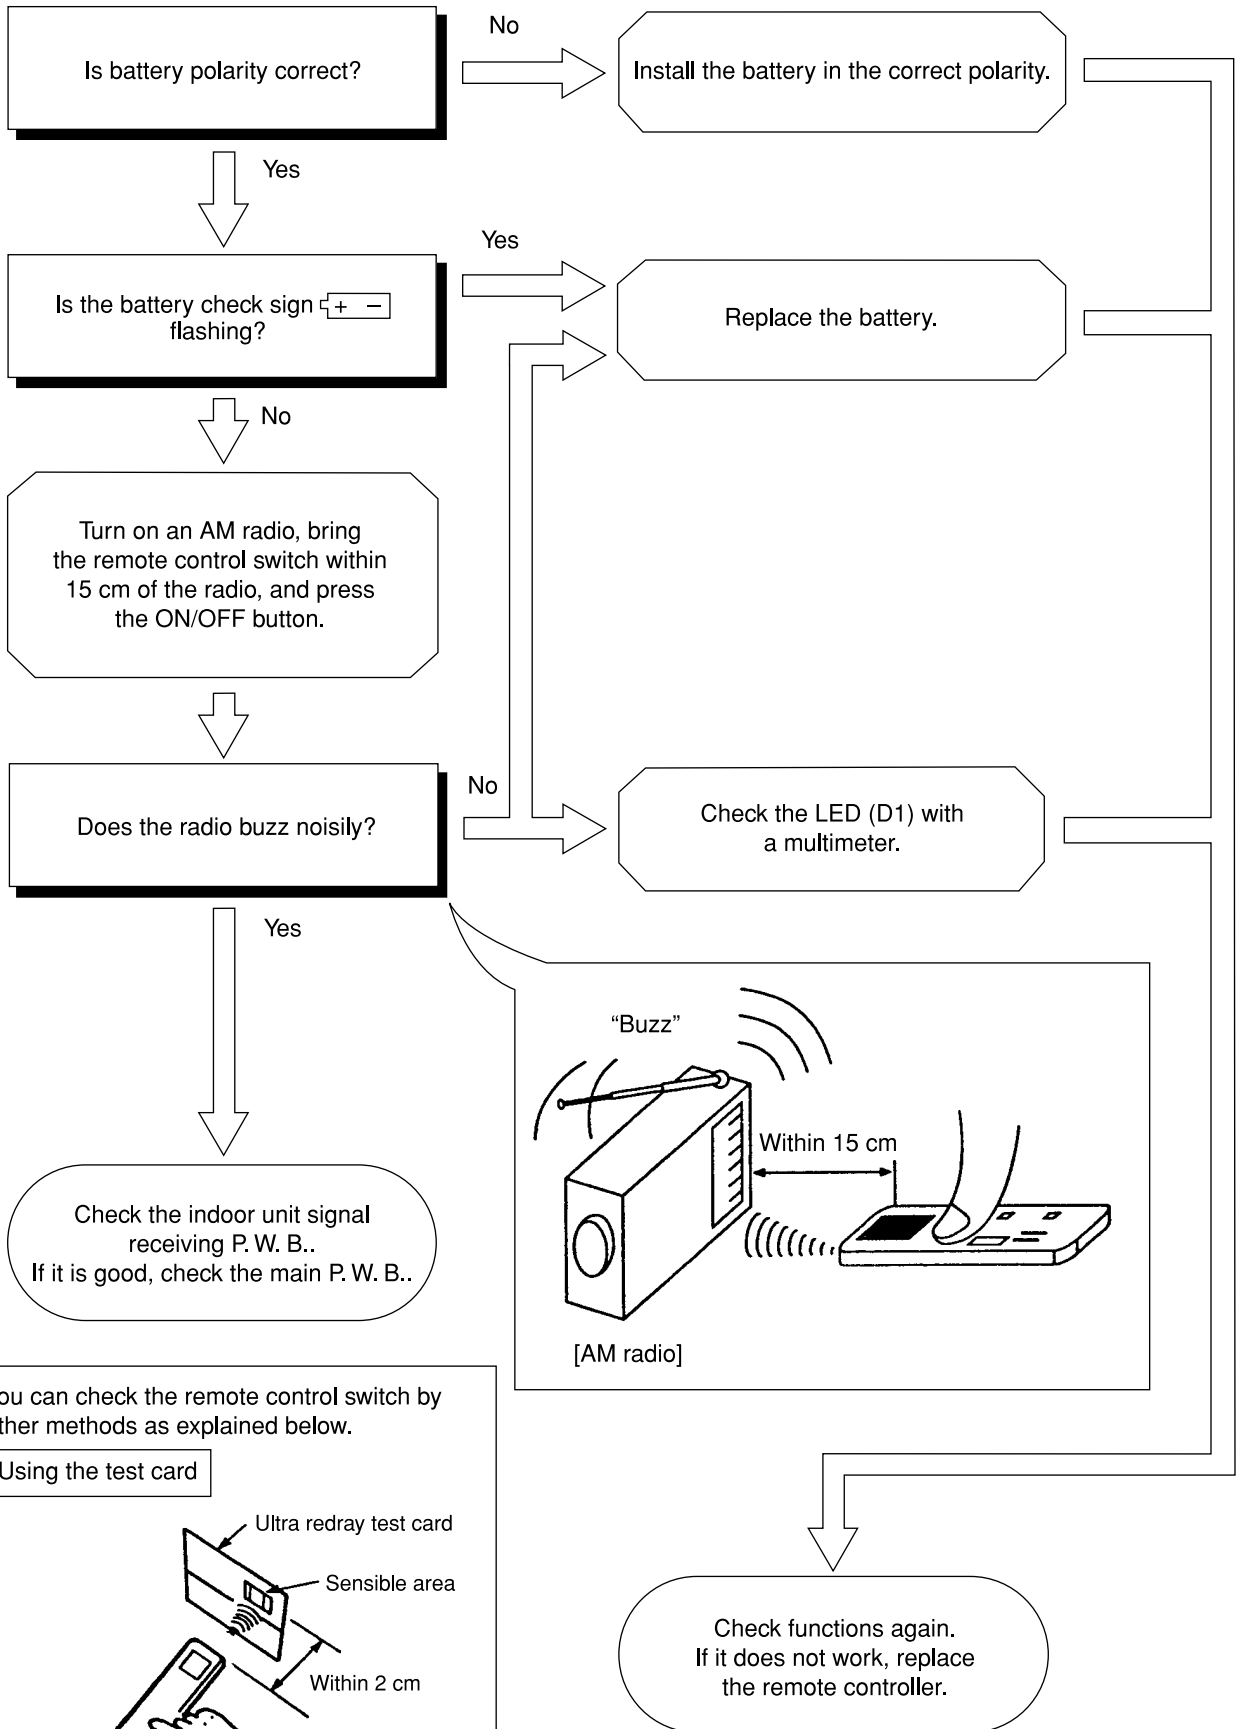 Is battery polarity correct?
No
Install the battery in the correct polarity.
Yes
Is the battery check sign + −
flashing?
Yes
Replace the battery.
No
Turn on an AM radio, bring
the remote control switch within
15 cm of the radio, and press
the ON/OFF button.
Does the radio buzz noisily?
No
Check the LED (D1) with
a multimeter.
Yes
“Buzz”
Within 15 cm
[AM radio]
Check the indoor unit signal
receiving P. W. B..
If it is good, check the main P. W. B..
ou can check the remote control switch by
ther methods as explained below.
Using the test card
Ultra redray test card
Sensible area
Within 2 cm
Check functions again.
If it does not work, replace
the remote controller.